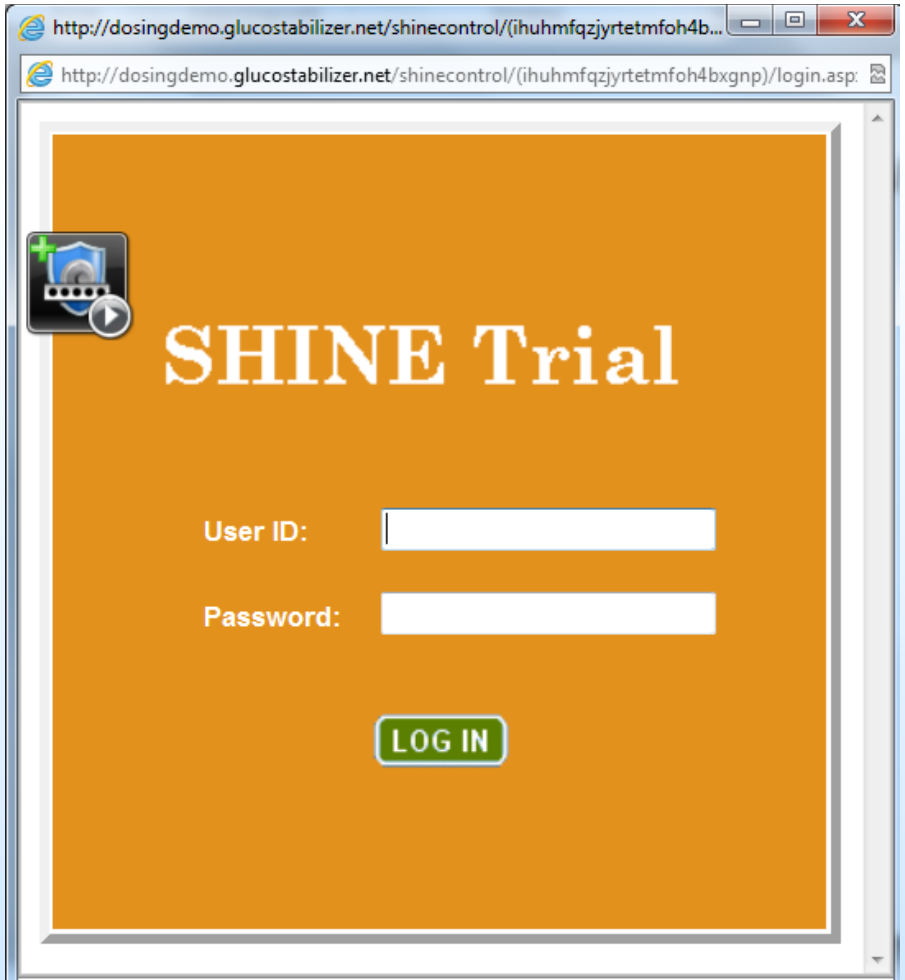 http://dosingdemo.glucostabilizer.net/shinecontrol/(ihuhmfqzjyrtetmfoh4b...
http://dosingdemo.glucostabilizer.net/shinecontrol/(ihuhmfqzjyrtetmfoh4bxgnp)/login.asp
SHINE Trial
User ID:
Password:
LOG IN